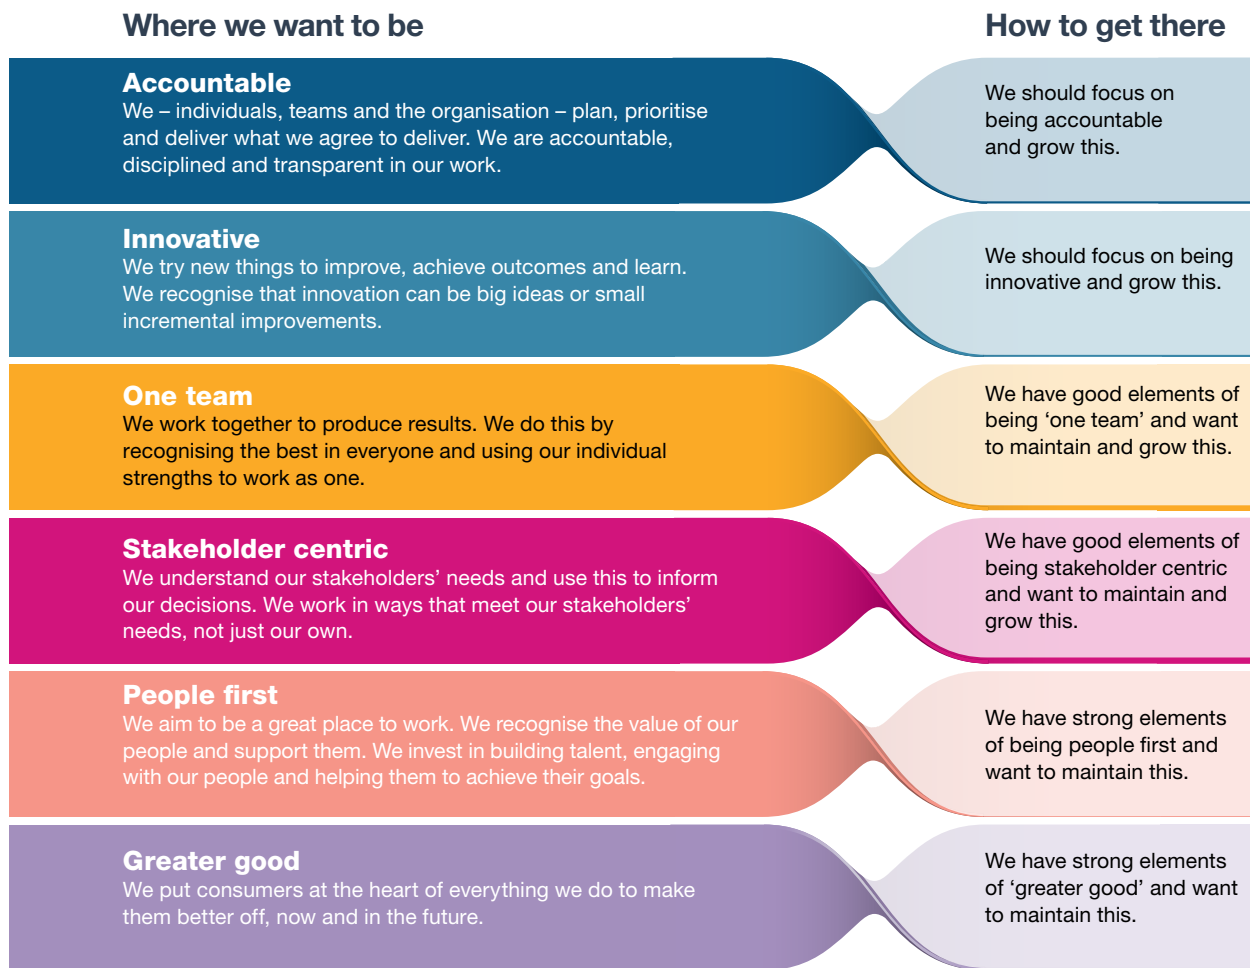 Where we want to be
How to get there
Accountable
We – individuals, teams and the organisation – plan, prioritise
and deliver what we agree to deliver. We are accountable,
disciplined and transparent in our work.
We should focus on
being accountable
and grow this.
Innovative
We try new things to improve, achieve outcomes and learn.
We recognise that innovation can be big ideas or small
incremental improvements.
We should focus on being
innovative and grow this.
One team
We work together to produce results. We do this by
recognising the best in everyone and using our individual
strengths to work as one.
We have good elements of
being ‘one team’ and want
to maintain and grow this.
Stakeholder centric
We understand our stakeholders’ needs and use this to inform
our decisions. We work in ways that meet our stakeholders’
needs, not just our own.
We have good elements of
being stakeholder centric
and want to maintain and
grow this.
People first
We aim to be a great place to work. We recognise the value of our
people and support them. We invest in building talent, engaging
with our people and helping them to achieve their goals.
We have strong elements
of being people first and
want to maintain this.
Greater good
We put consumers at the heart of everything we do to make
them better off, now and in the future.
We have strong elements
of ‘greater good’ and want
to maintain this.